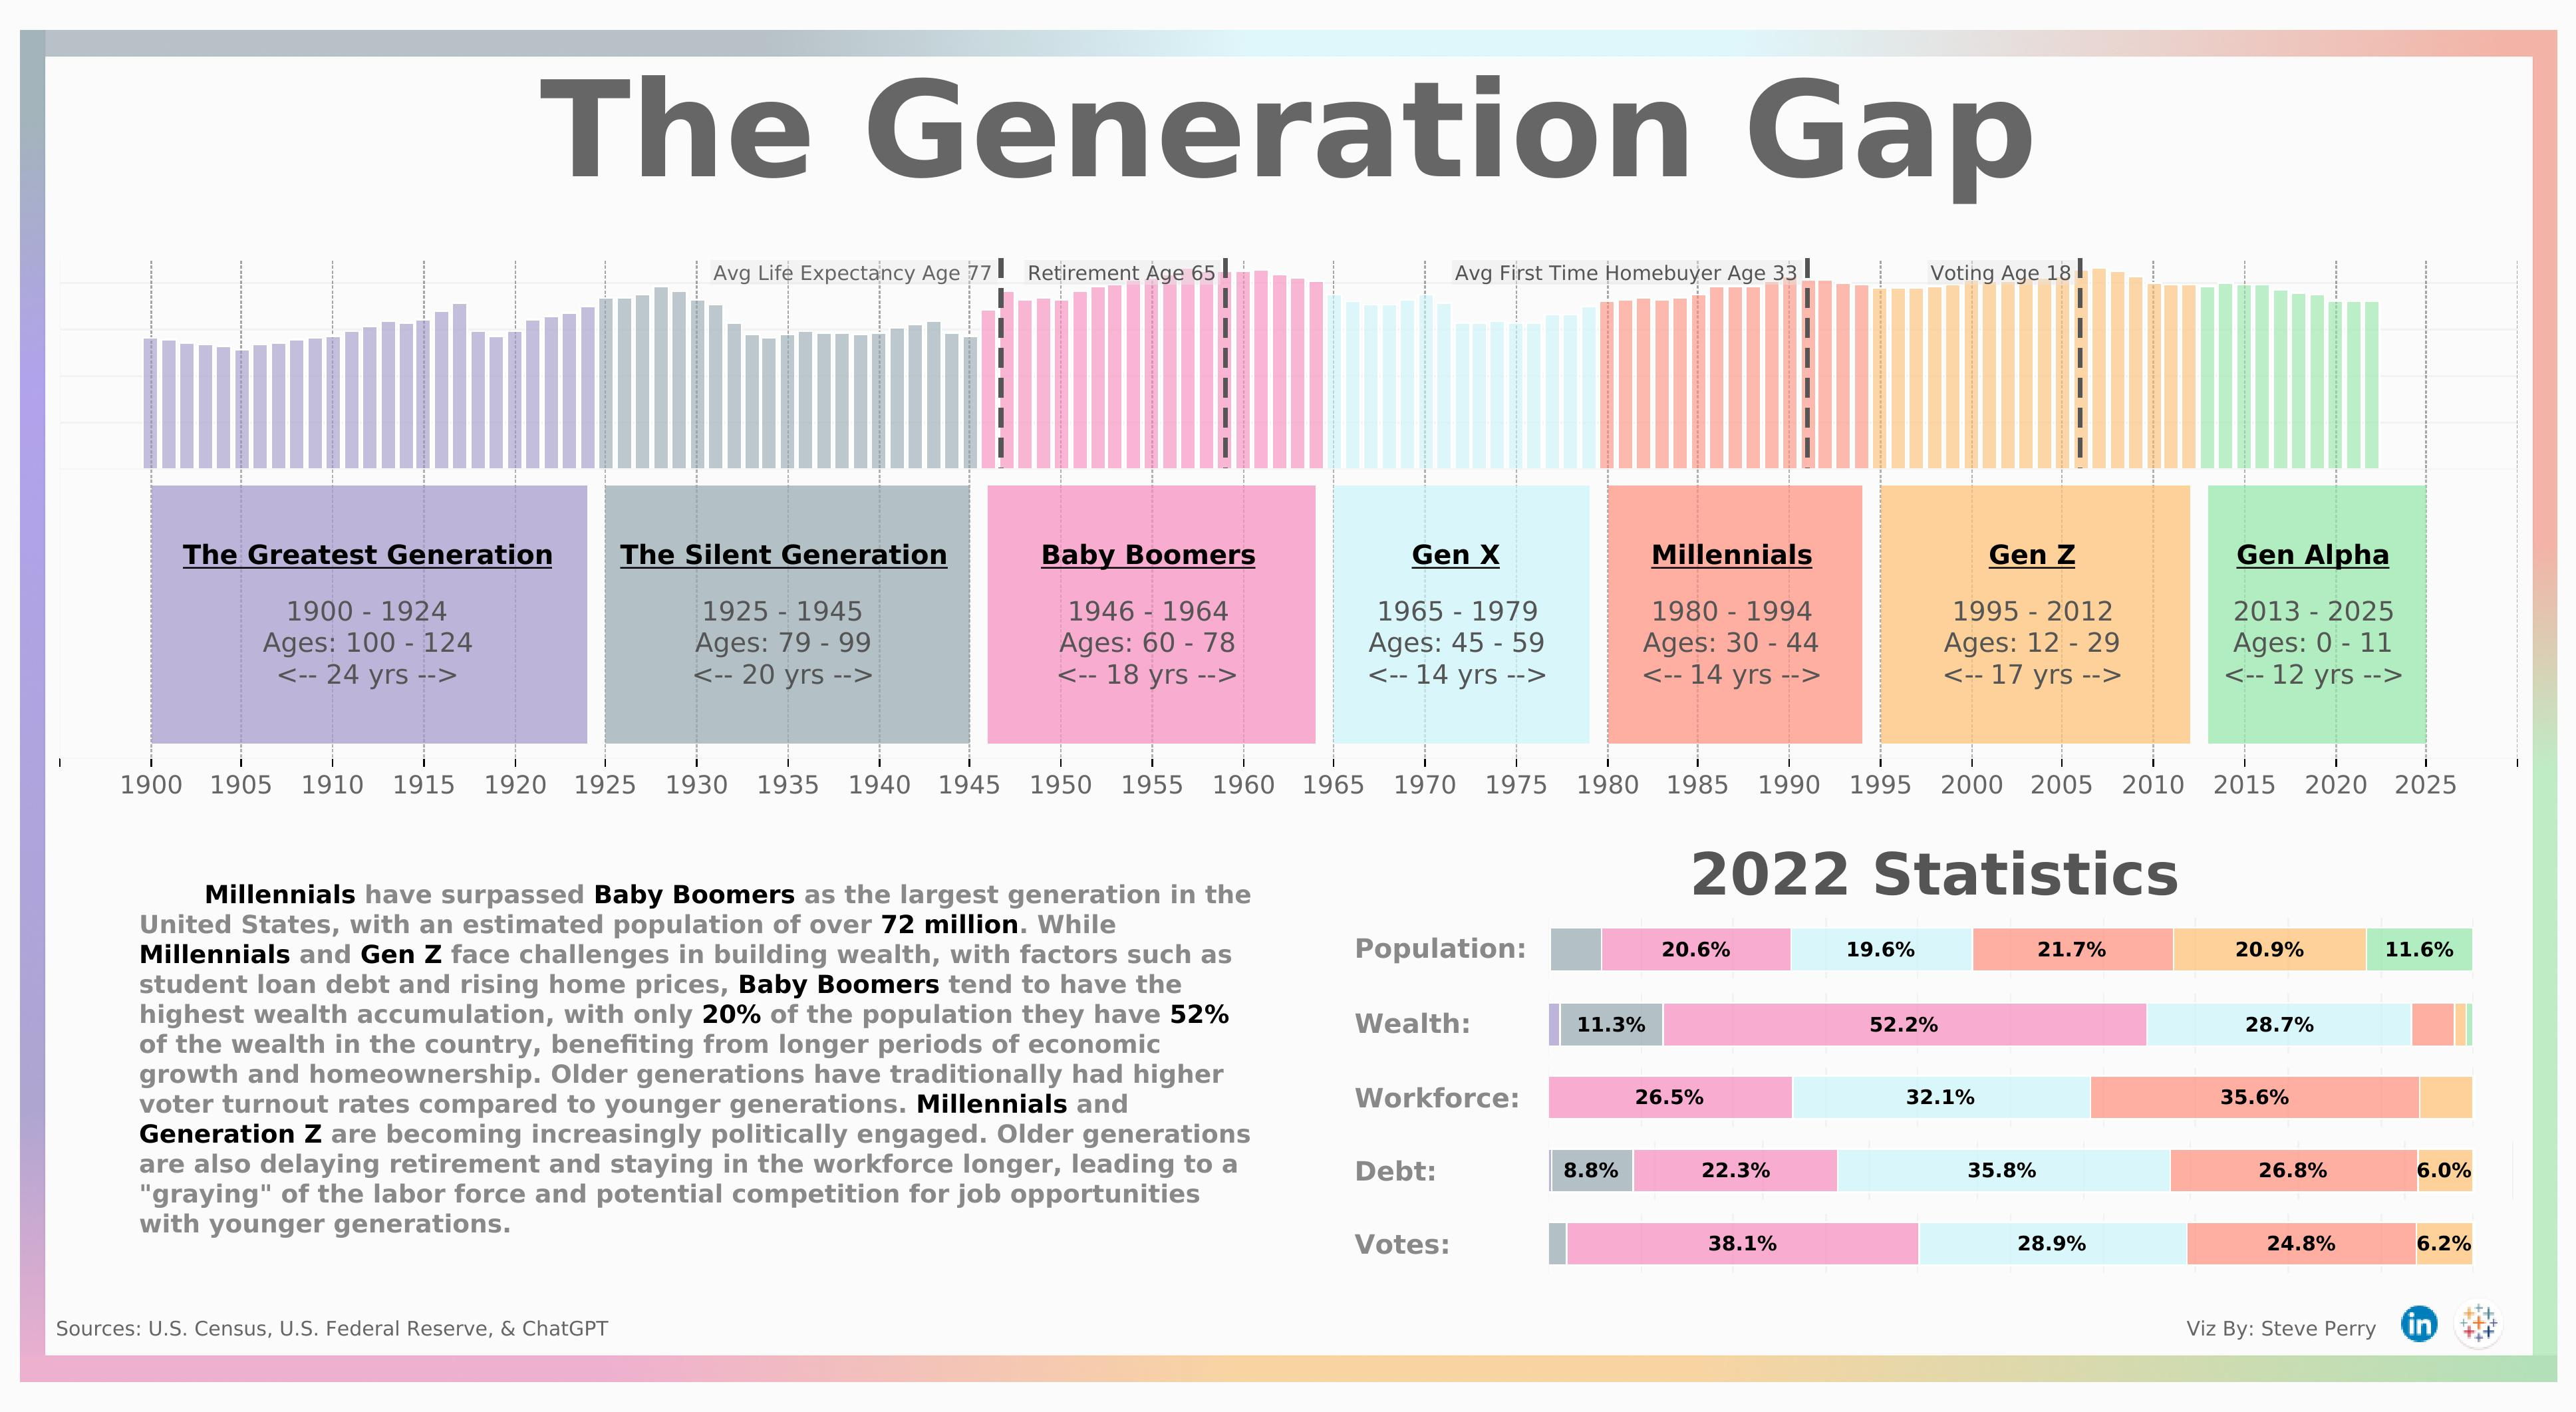 The Generation Gap
Avg Life Expectancy Age 77
Retirement Age 65
Avg First Time Homebuyer Age 33
Voting Age 18
The Greatest Generation
1900 - 1924
Ages: 100 - 124
<-- 24 yrs -->
The Silent Generation
1925 - 1945
Ages: 79 - 99
<-- 20 yrs -->
Baby Boomers
1946 - 1964
Ages: 60 - 78
<-- 18 yrs -->
Gen X
1965 - 1979
Ages: 45 - 59
<-- 14 yrs -->
Millennials
1980 - 1994
Ages: 30 - 44
<-- 14 yrs -->
Gen Z
1995 - 2012
Ages: 12 - 29
<-- 17 yrs -->
Gen Alpha
2013 - 2025
Ages: 0 - 11
<-- 12 yrs -->
1900 1905 1910 1915 1920 1925 1930 1935 1940 1945 1950 1955 1960 1965 1970 1975 1980 1985 1990 1995 2000 2005 2010 2015 2020 2025
Millennials have surpassed Baby Boomers as the largest generation in the
United States, with an estimated population of over 72 million. While
Millennials and Gen Z face challenges in building wealth, with factors such as
student loan debt and rising home prices, Baby Boomers tend to have the
highest wealth accumulation, with only 20% of the population they have 52%
of the wealth in the country, benefiting from longer periods of economic
growth and homeownership. Older generations have traditionally had higher
voter turnout rates compared to younger generations. Millennials and
Generation Z are becoming increasingly politically engaged. Older generations
are also delaying retirement and staying in the workforce longer, leading to a
"graying" of the labor force and potential competition for job opportunities
with younger generations.
2022 Statistics
Population: 20.6% 19.6% 21.7% 20.9% 11.6%
Wealth: 11.3% 52.2% 28.7%
Workforce: 26.5% 32.1% 35.6%
Debt: 8.8% 22.3% 35.8% 26.8% 6.0%
Votes: 38.1% 28.9% 24.8% 6.2%
Sources: U.S. Census, U.S. Federal Reserve, & ChatGPT
Viz By: Steve Perry
in